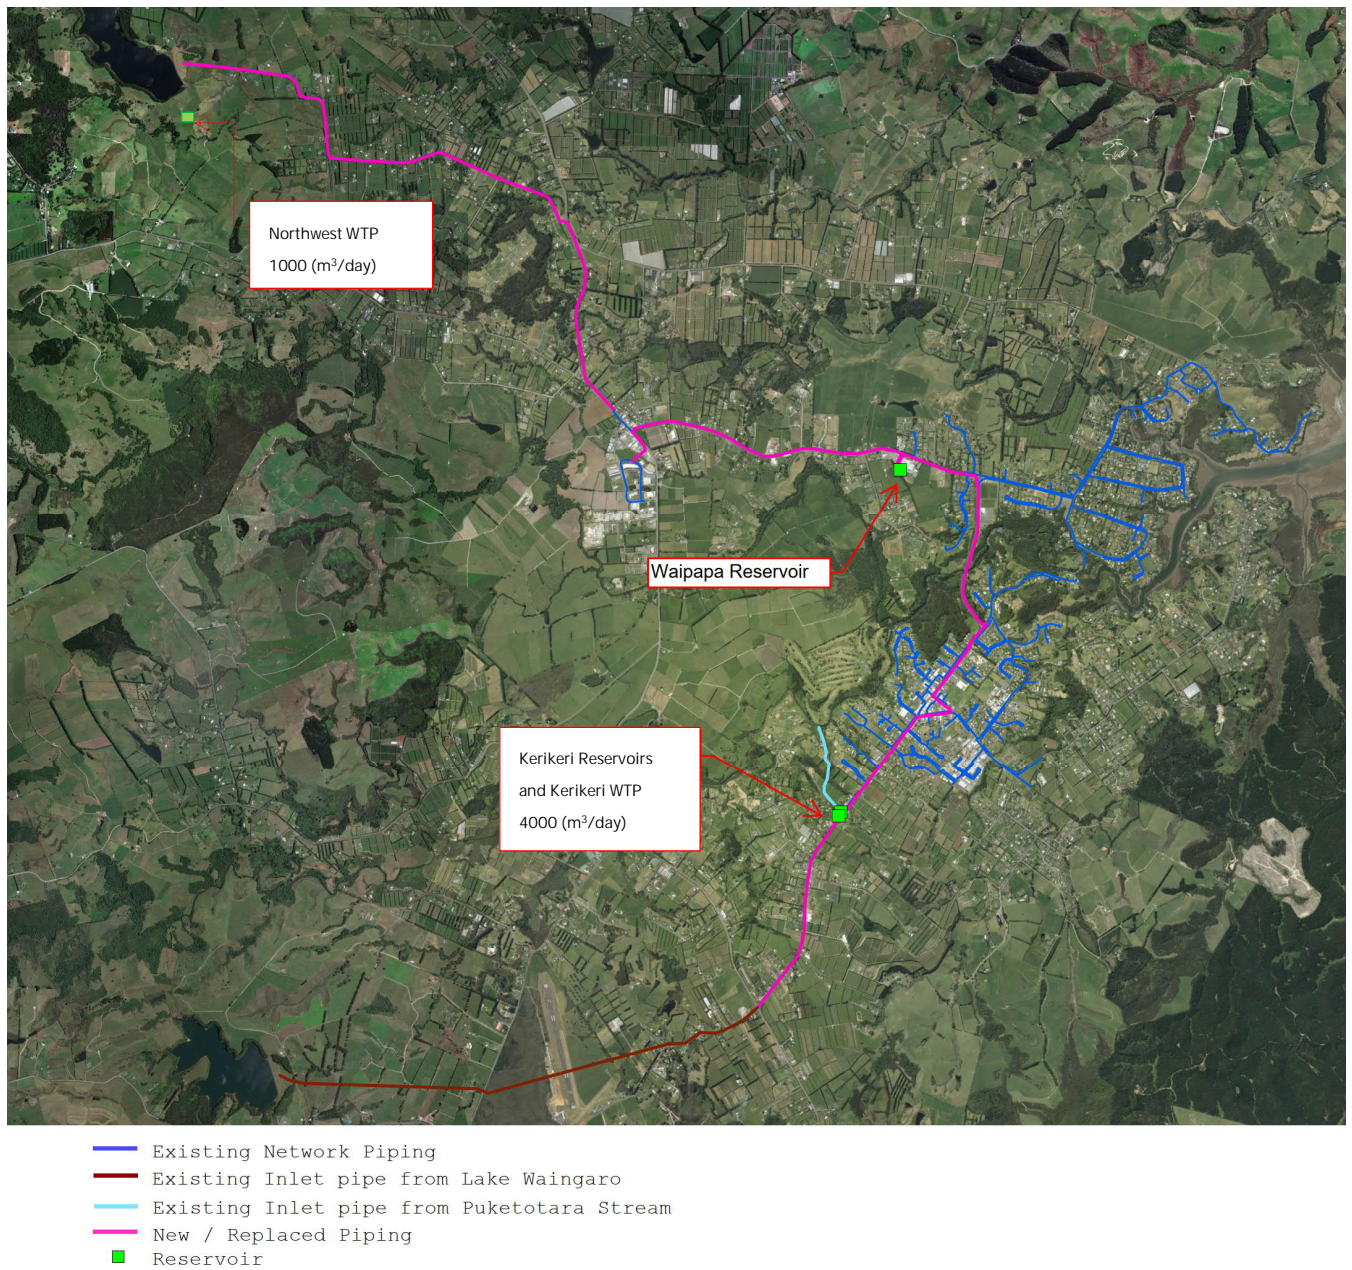 Northwest WTP
1000 (m³/day)
Waipapa Reservoir
Kerikeri Reservoirs
and Kerikeri WTP
4000 (m³/day)
Existing Network Piping
Existing Inlet pipe from Lake Waingaro
Existing Inlet pipe from Puketotara Stream
New / Replaced Piping
Reservoir